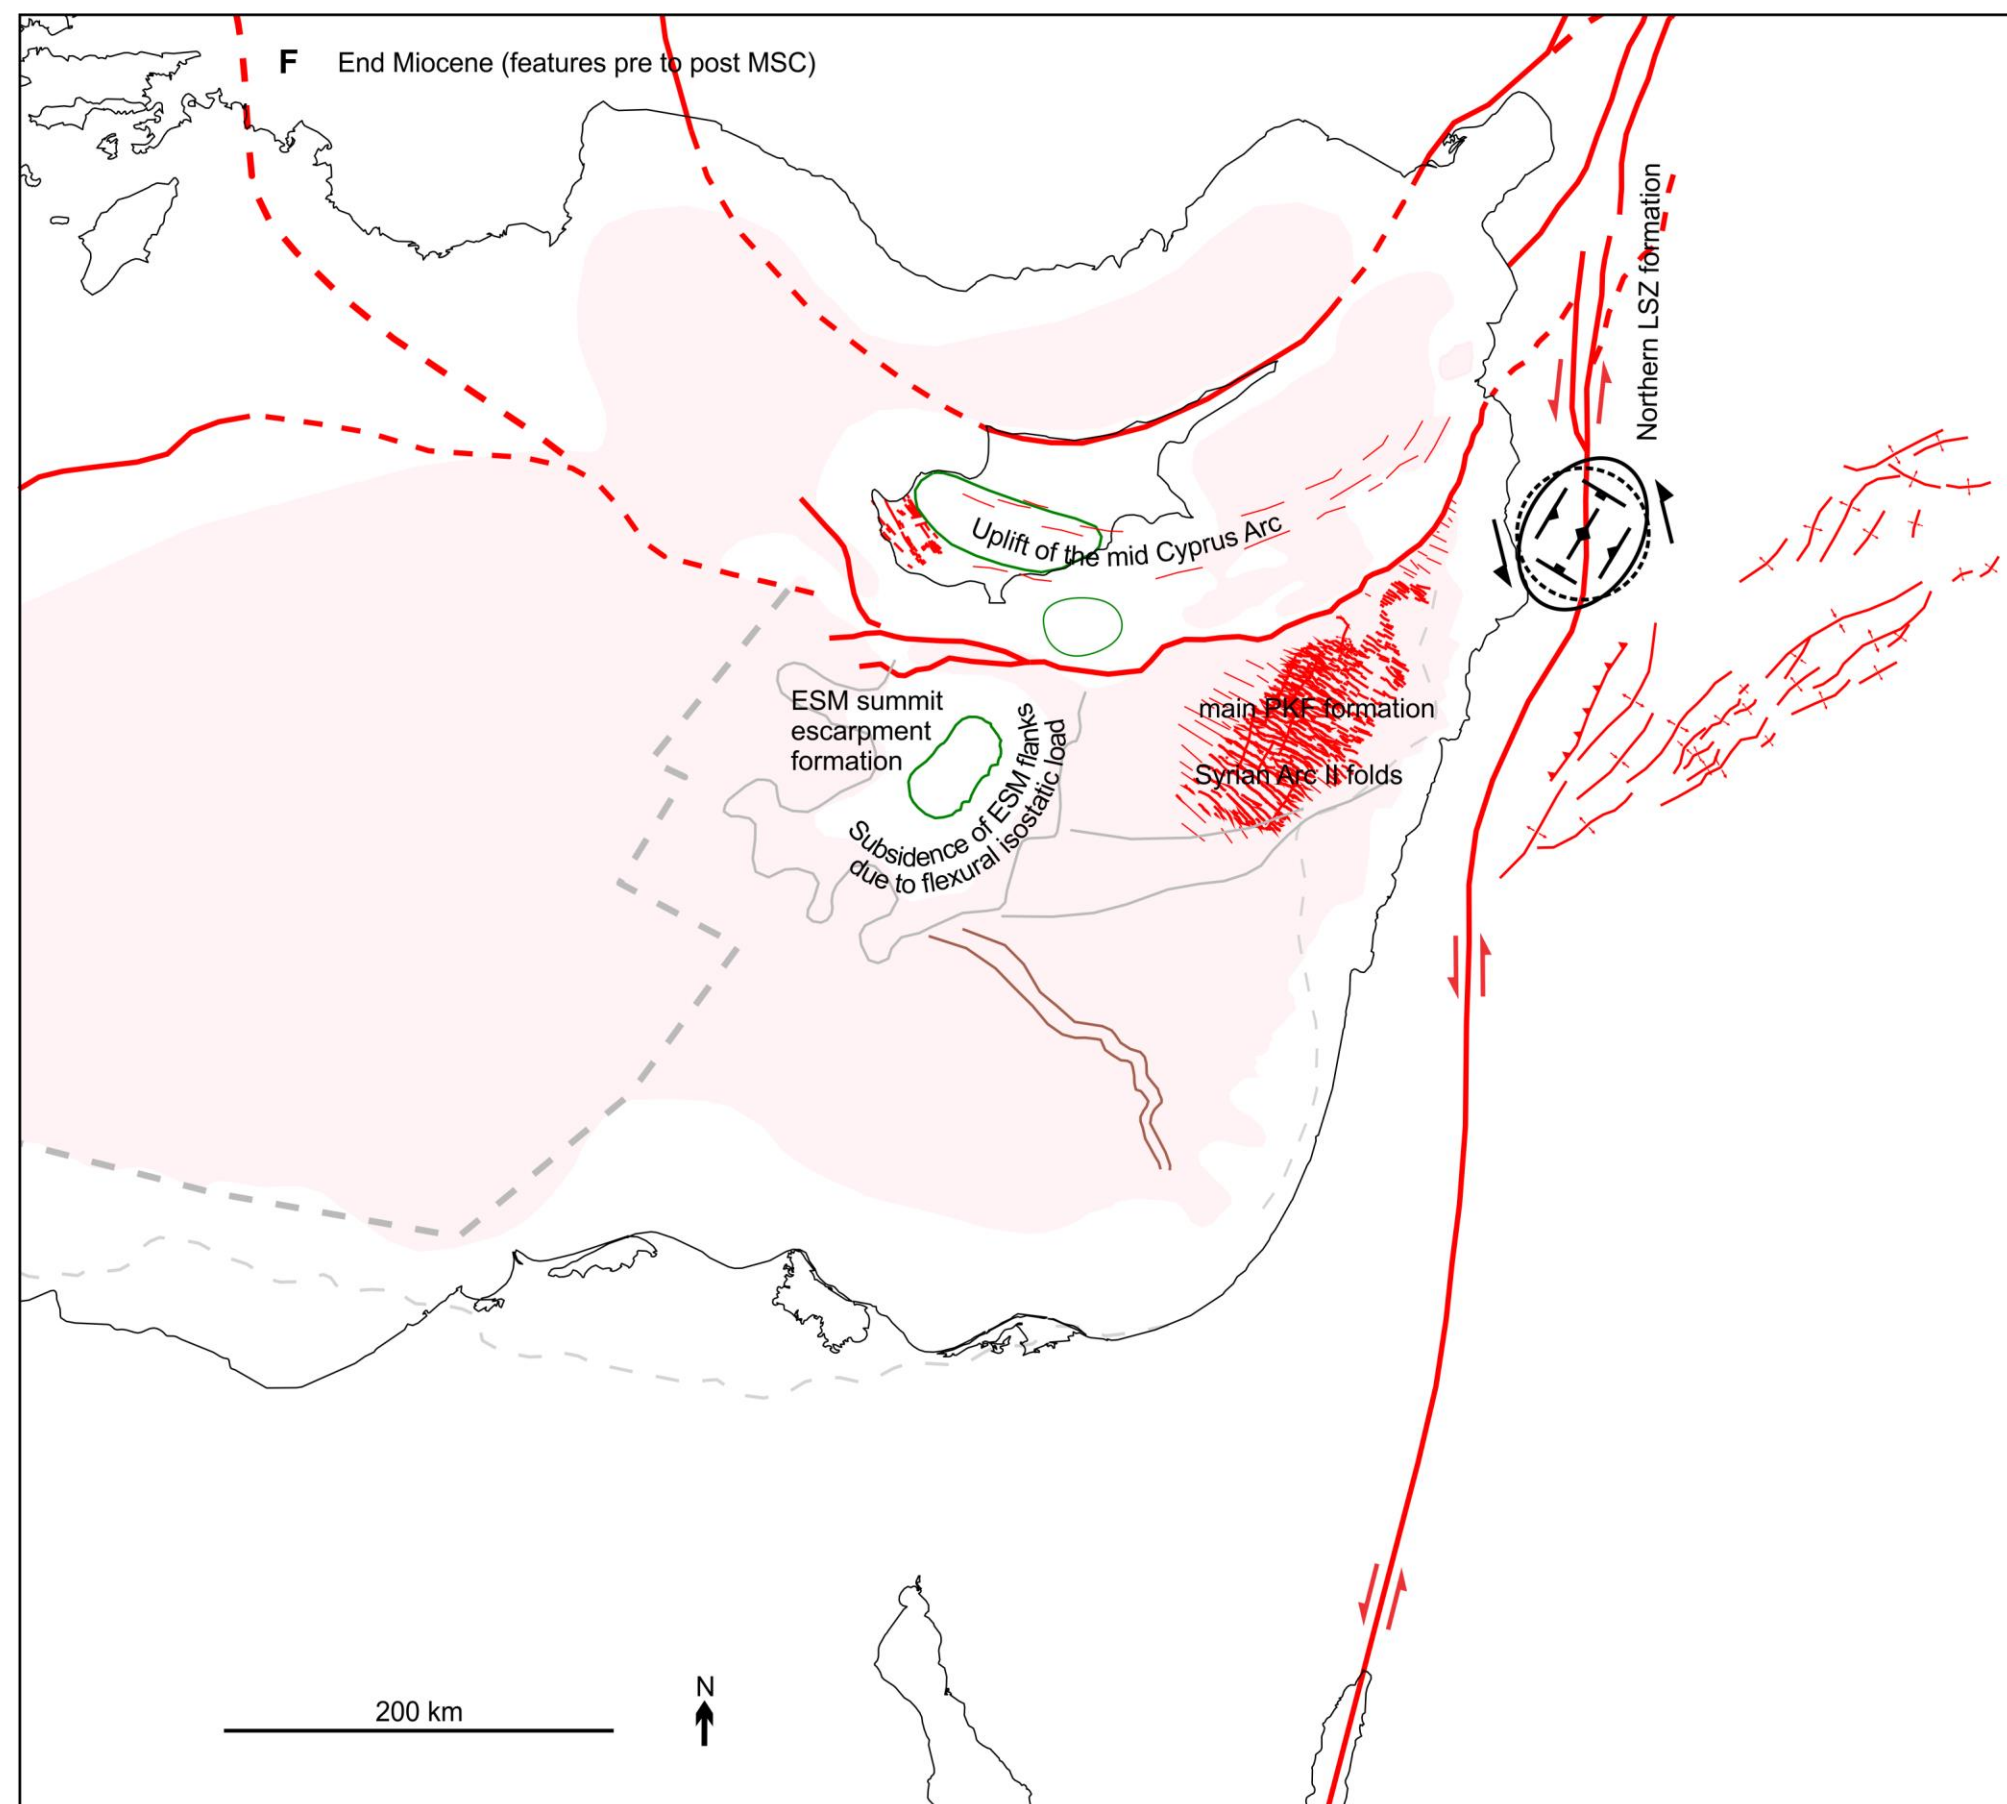 F End Miocene (features pre to post MSC)
Northern LSZ formation
Uplift of the mid Cyprus Arc
ESM summit
escarpment
formation
Subsidence of ESM flanks
due to flexural isostatic load
main PKF formation
Syrian Arc II folds
200 km
N